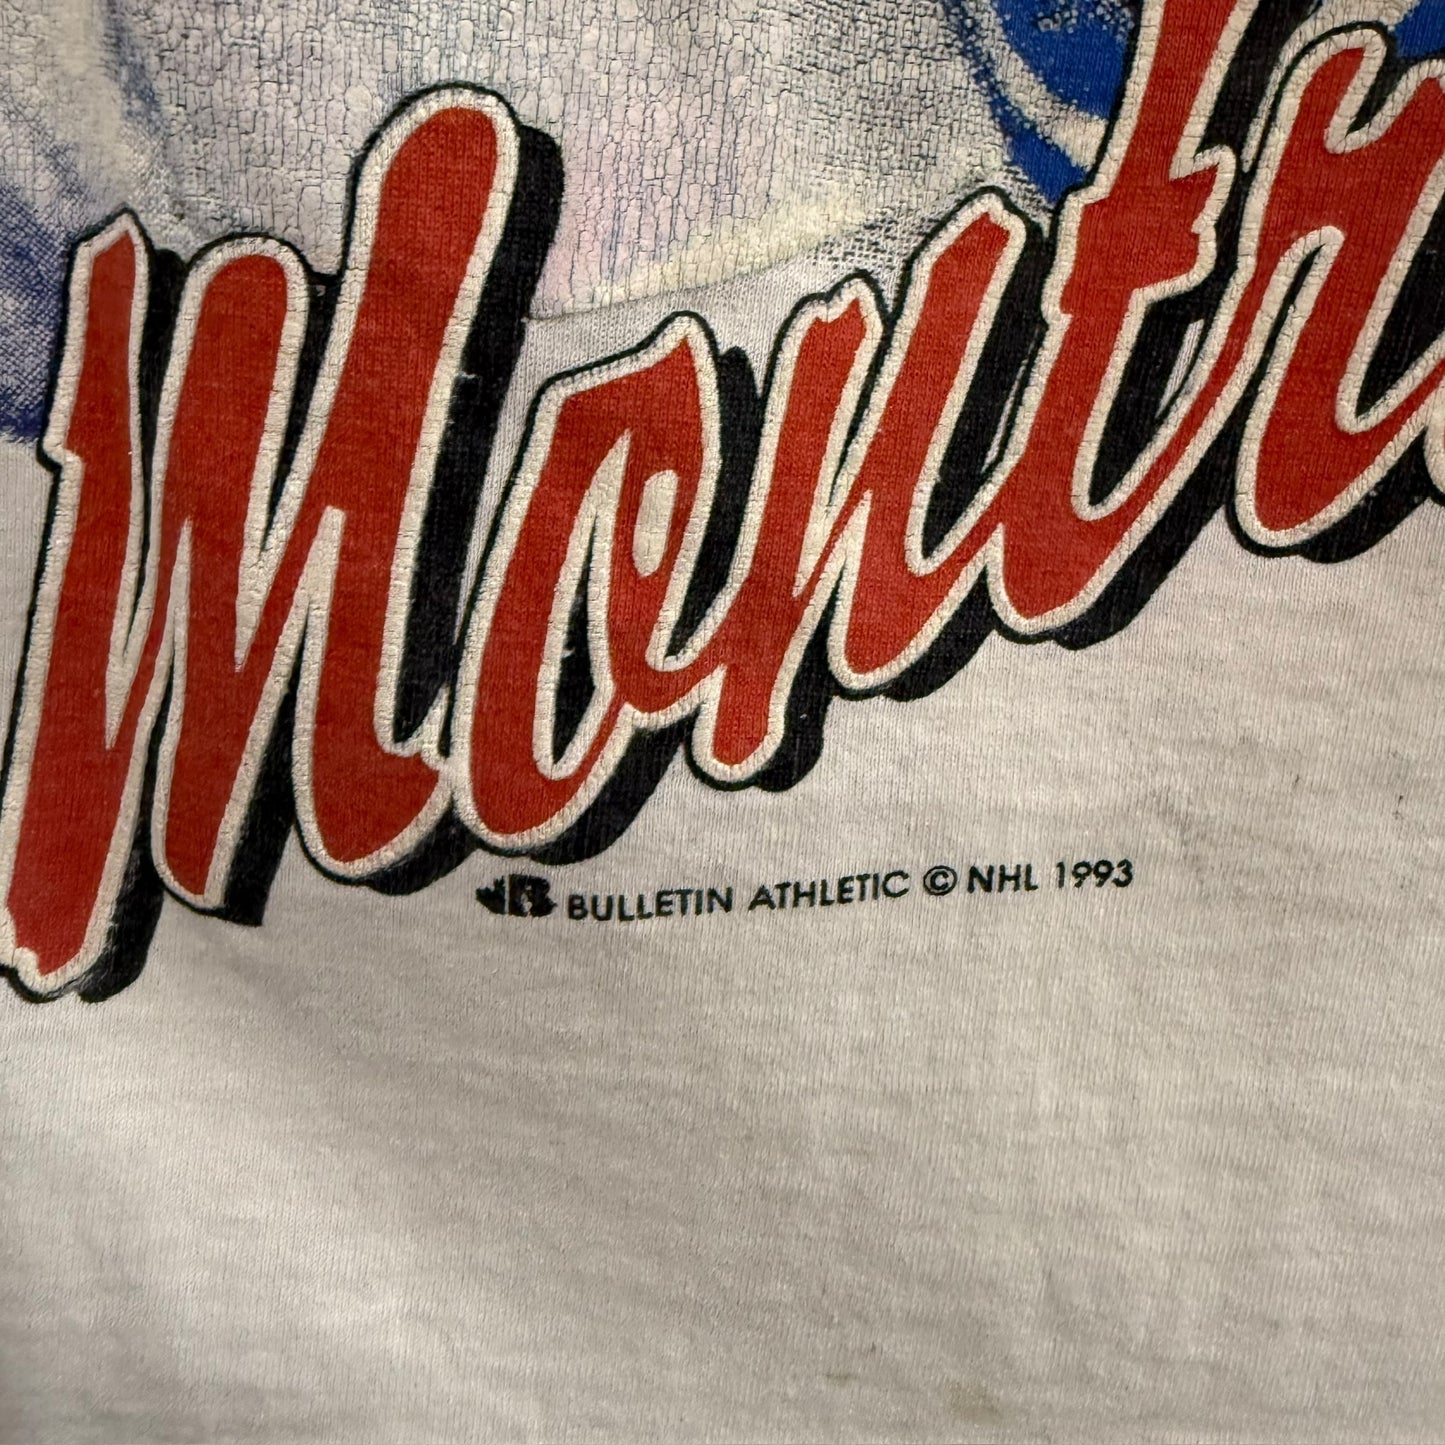 Montr
BULLETIN ATHLETIC © NHL 1993